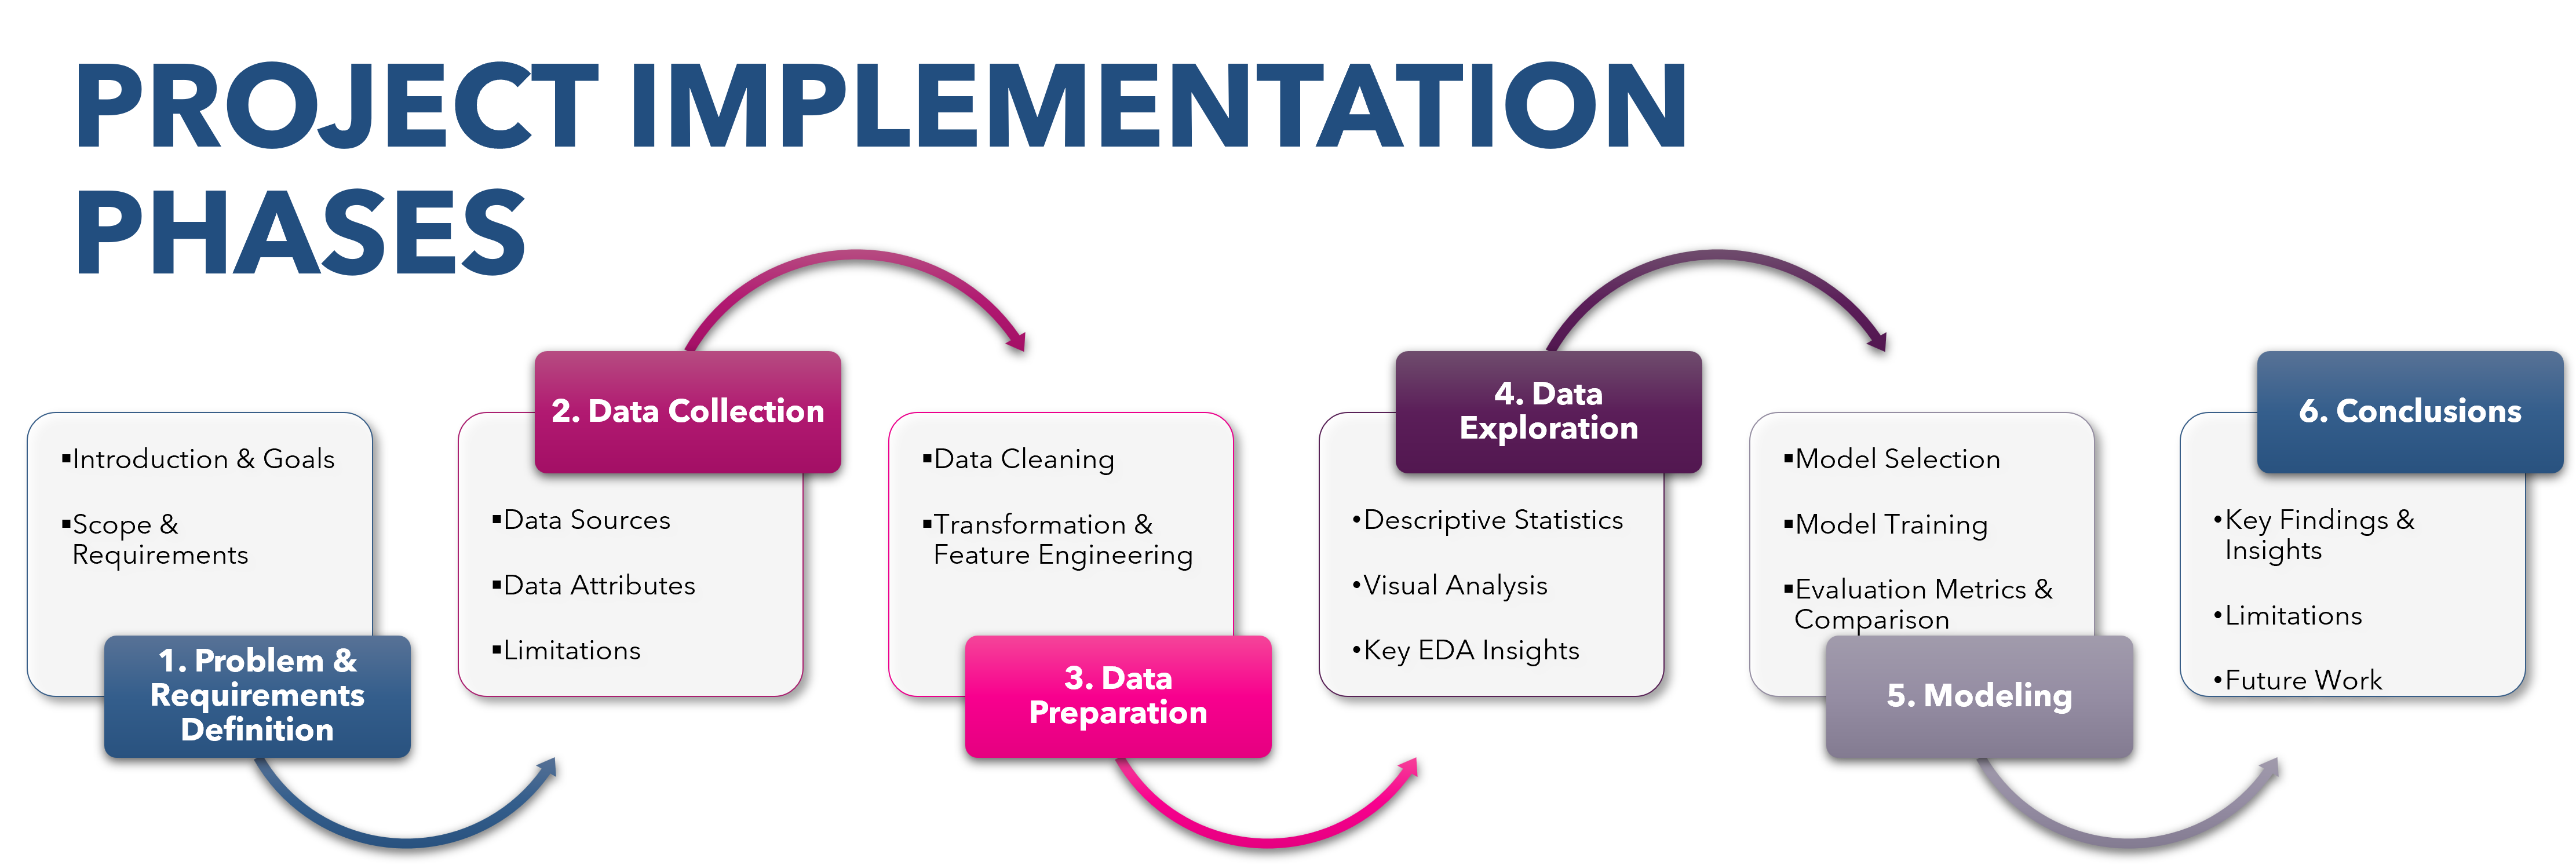 PROJECT IMPLEMENTATION
PHASES
▪Introduction & Goals
▪Scope &
Requirements
1. Problem &
Requirements
Definition
2. Data Collection
▪Data Sources
▪Data Attributes
▪Limitations
▪Data Cleaning
▪Transformation &
Feature Engineering
3. Data
Preparation
4. Data
Exploration
•Descriptive Statistics
•Visual Analysis
•Key EDA Insights
▪Model Selection
▪Model Training
▪Evaluation Metrics &
Comparison
5. Modeling
6. Conclusions
•Key Findings &
Insights
•Limitations
•Future Work